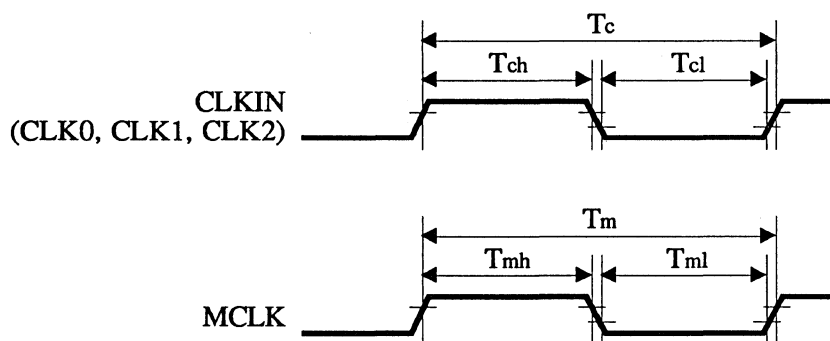 Tc
Tch Tcl
CLKIN
(CLK0, CLK1, CLK2)
Tm
Tmh Tml
MCLK